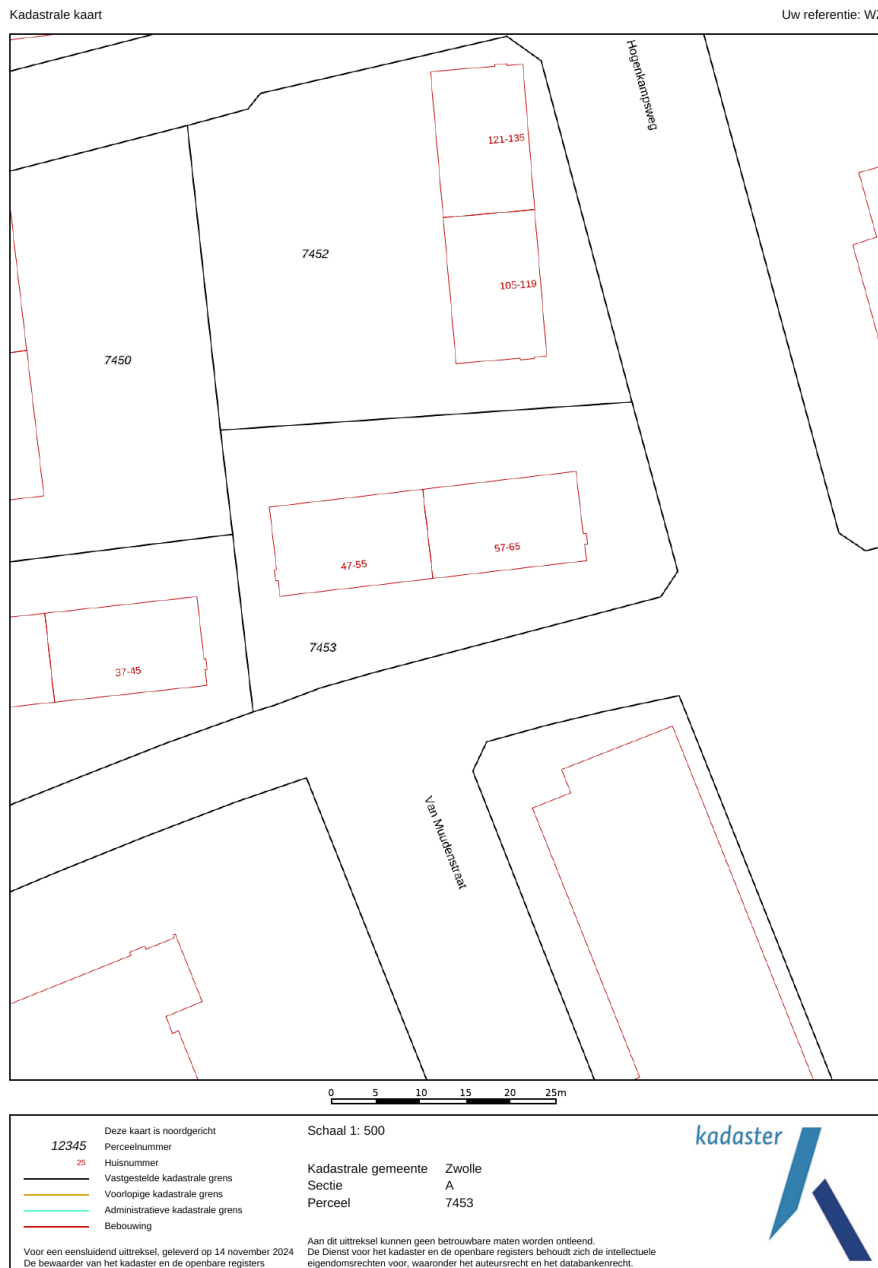 Kadastrale kaart
Uw referentie: WZ
Hogenkampsweg
121-135
7452
105-119
7450
57-65
47-55
7453
37-45
Van Muudenstraat
0 5 10 15 20 25m
Deze kaart is noordgericht
12345 Perceelnummer
25 Huisnummer
Vastgestelde kadastrale grens
Voorlopige kadastrale grens
Administratieve kadastrale grens
Bebouwing
Voor een eensluidend uittreksel, geleverd op 14 november 2024
De bewaarder van het kadaster en de openbare registers
Schaal 1: 500
Kadastrale gemeente Zwolle
Sectie A
Perceel 7453
Aan dit uittreksel kunnen geen betrouwbare maten worden ontleend.
De Dienst voor het kadaster en de openbare registers behoudt zich de intellectuele
eigendomsrechten voor, waaronder het auteursrecht en het databankenrecht.
kadaster